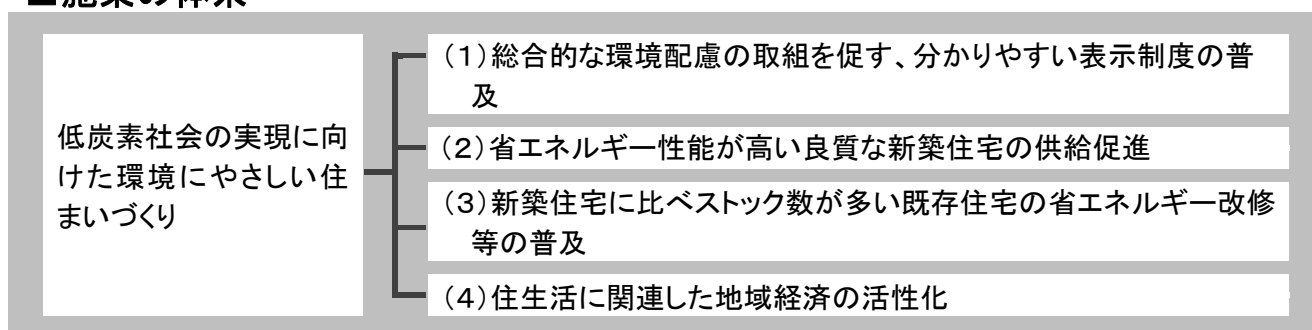 ■施策の体系
低炭素社会の実現に向
けた環境にやさしい住
まいづくり
（１）総合的な環境配慮の取組を促す、分かりやすい表示制度の普
及
（２）省エネルギー性能が高い良質な新築住宅の供給促進
（３）新築住宅に比べストック数が多い既存住宅の省エネルギー改修
等の普及
（４）住生活に関連した地域経済の活性化